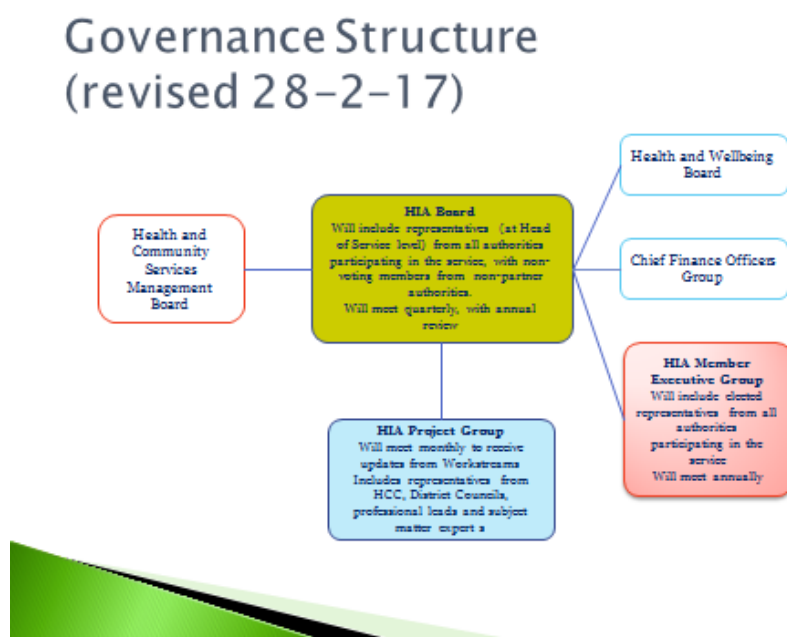 Governance Structure
(revised 28-2-17)
Health and Wellbeing
Board
HIA Board
Will include representatives (at Head
of Service level) from all authorities
participating in the service, with non-
voting members from non-partner
authorities.
Will meet quarterly, with annual
review
Health and
Community
Services
Management
Board
Chief Finance Officers
Group
HIA Member
Executive Group
Will include elected
representatives from all
authorities
participating in the
service
Will meet annually
HIA Project Group
Will meet monthly to receive
updates from Workstreams
Includes representatives from
HCC, District Councils,
professional leads and subject
matter expert s